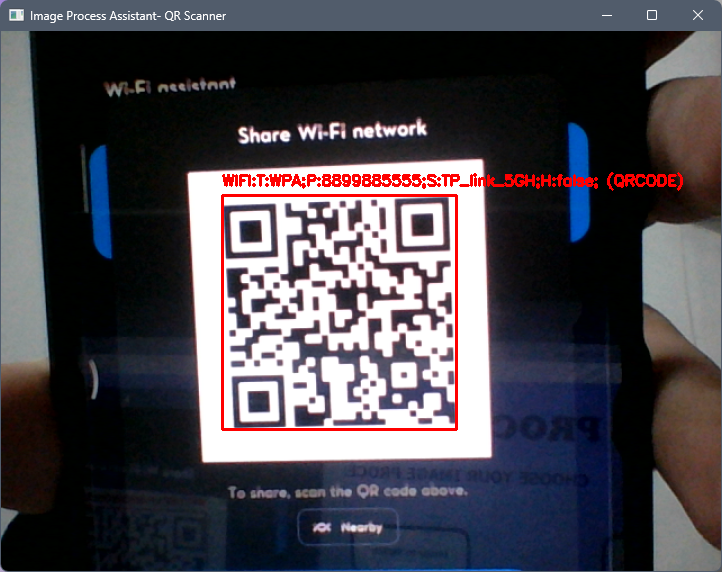 Image Process Assistant- QR Scanner
Wi-Fi assistant
Share Wi-Fi network
WIFI:T:WPA;P:8899885555;S:TP_link_5GH;H:false; (QRCODE)
PROC
CHOOSE YOUR IMAGE PROCE
To share, scan the QR code above.
Nearby